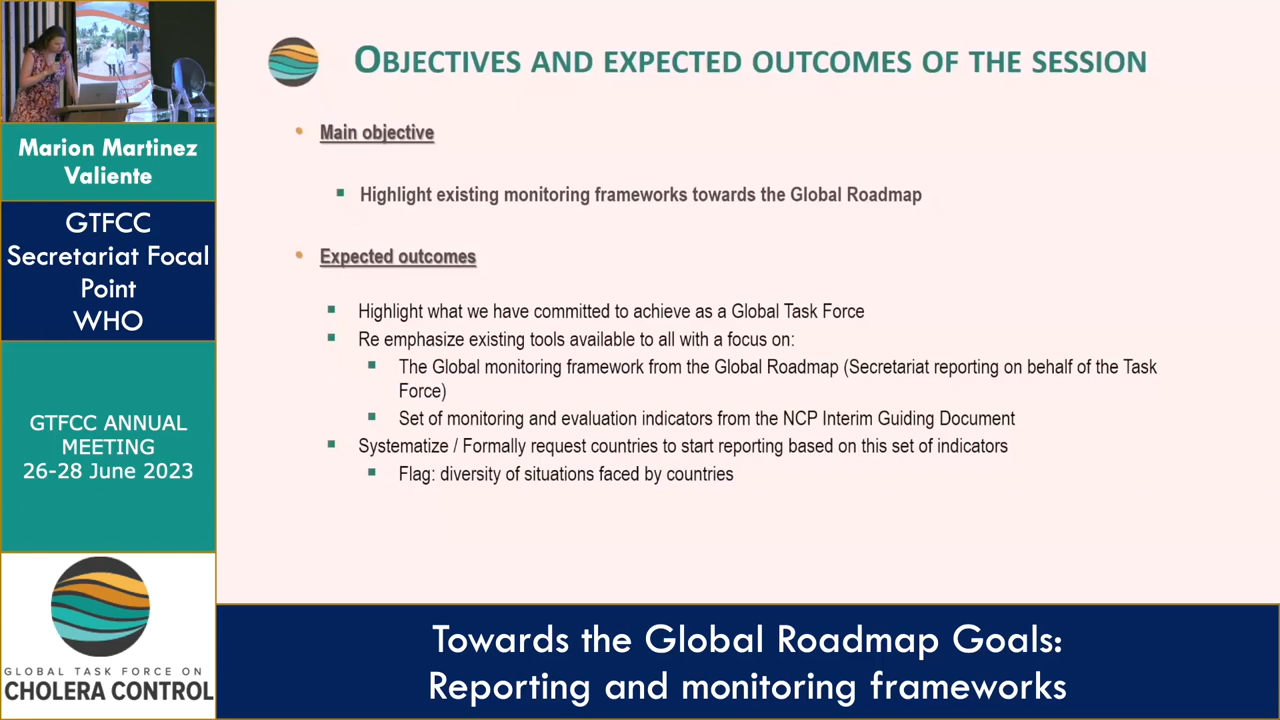 Marion Martinez
Valiente
GTFCC
Secretariat Focal
Point
WHO
GTFCC ANNUAL
MEETING
26-28 June 2023
GLOBAL TASK FORCE ON
CHOLERA CONTROL
OBJECTIVES AND EXPECTED OUTCOMES OF THE SESSION
• Main objective
▪ Highlight existing monitoring frameworks towards the Global Roadmap
• Expected outcomes
▪ Highlight what we have committed to achieve as a Global Task Force
▪ Re emphasize existing tools available to all with a focus on:
▪ The Global monitoring framework from the Global Roadmap (Secretariat reporting on behalf of the Task
Force)
▪ Set of monitoring and evaluation indicators from the NCP Interim Guiding Document
▪ Systematize / Formally request countries to start reporting based on this set of indicators
▪ Flag: diversity of situations faced by countries
Towards the Global Roadmap Goals:
Reporting and monitoring frameworks